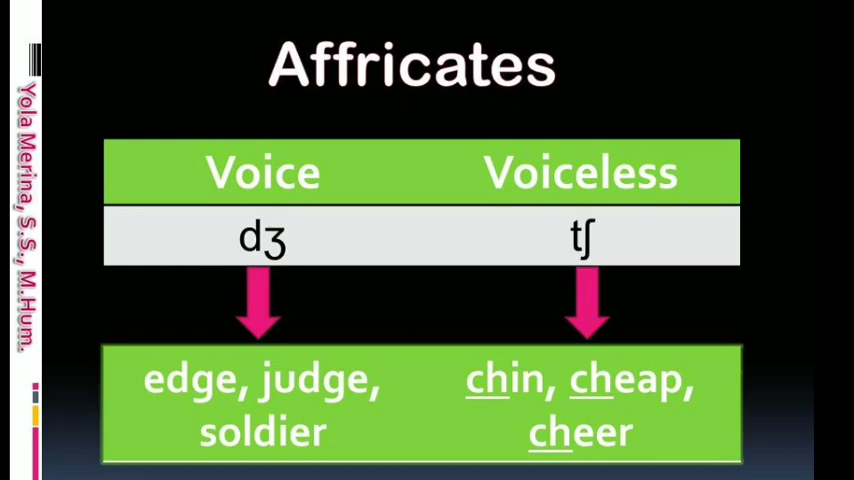 Affricates
Voice Voiceless
dʒ tʃ
edge, judge, chin, cheap,
soldier cheer
Yola Merina, S.S., M.Hum.